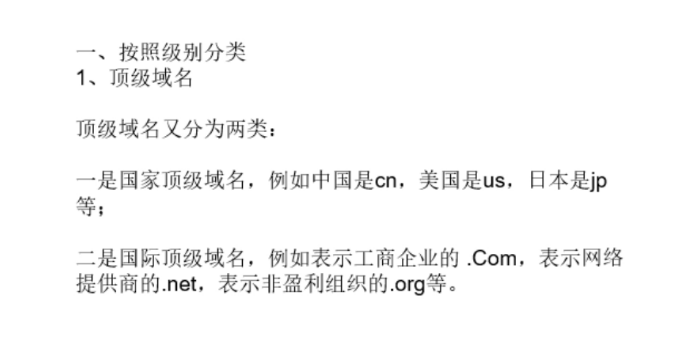 一、按照级别分类
1、顶级域名
顶级域名又分为两类：
一是国家顶级域名，例如中国是cn，美国是us，日本是jp
等；
二是国际顶级域名，例如表示工商企业的 .Com，表示网络
提供商的.net，表示非盈利组织的.org等。